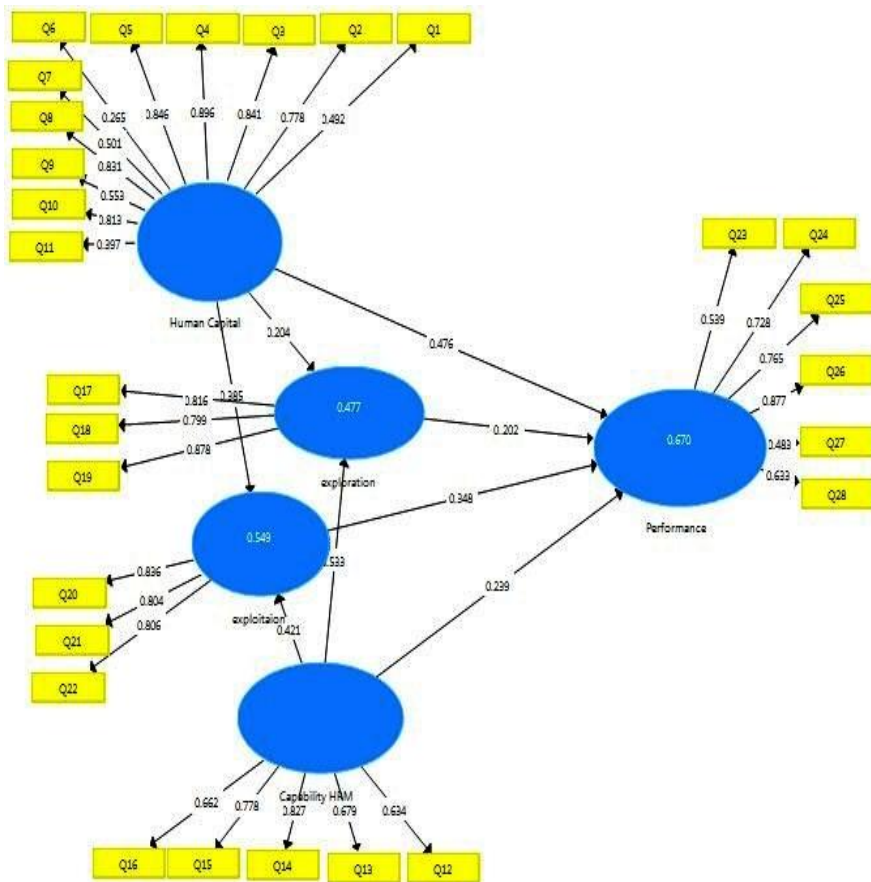 Q6
Q5
Q4
Q3
Q2
Q1
Q7
Q8
Q9
Q10
Q11
0.265
0.846
0.896
0.841
0.778
0.492
0.501
0.831
0.553
0.813
0.397
Human Capital
0.204
0.476
0.385
Q23
Q24
Q25
Q26
Q27
Q28
0.539
0.728
0.765
0.877
0.483
0.633
0.670
Performance
Q17
Q18
Q19
0.816
0.799
0.878
0.477
exploration
0.202
0.348
0.549
exploitaion
0.533
0.421
0.239
Q20
Q21
Q22
0.836
0.804
0.806
Capability HRM
0.662
0.778
0.827
0.679
0.634
Q16
Q15
Q14
Q13
Q12